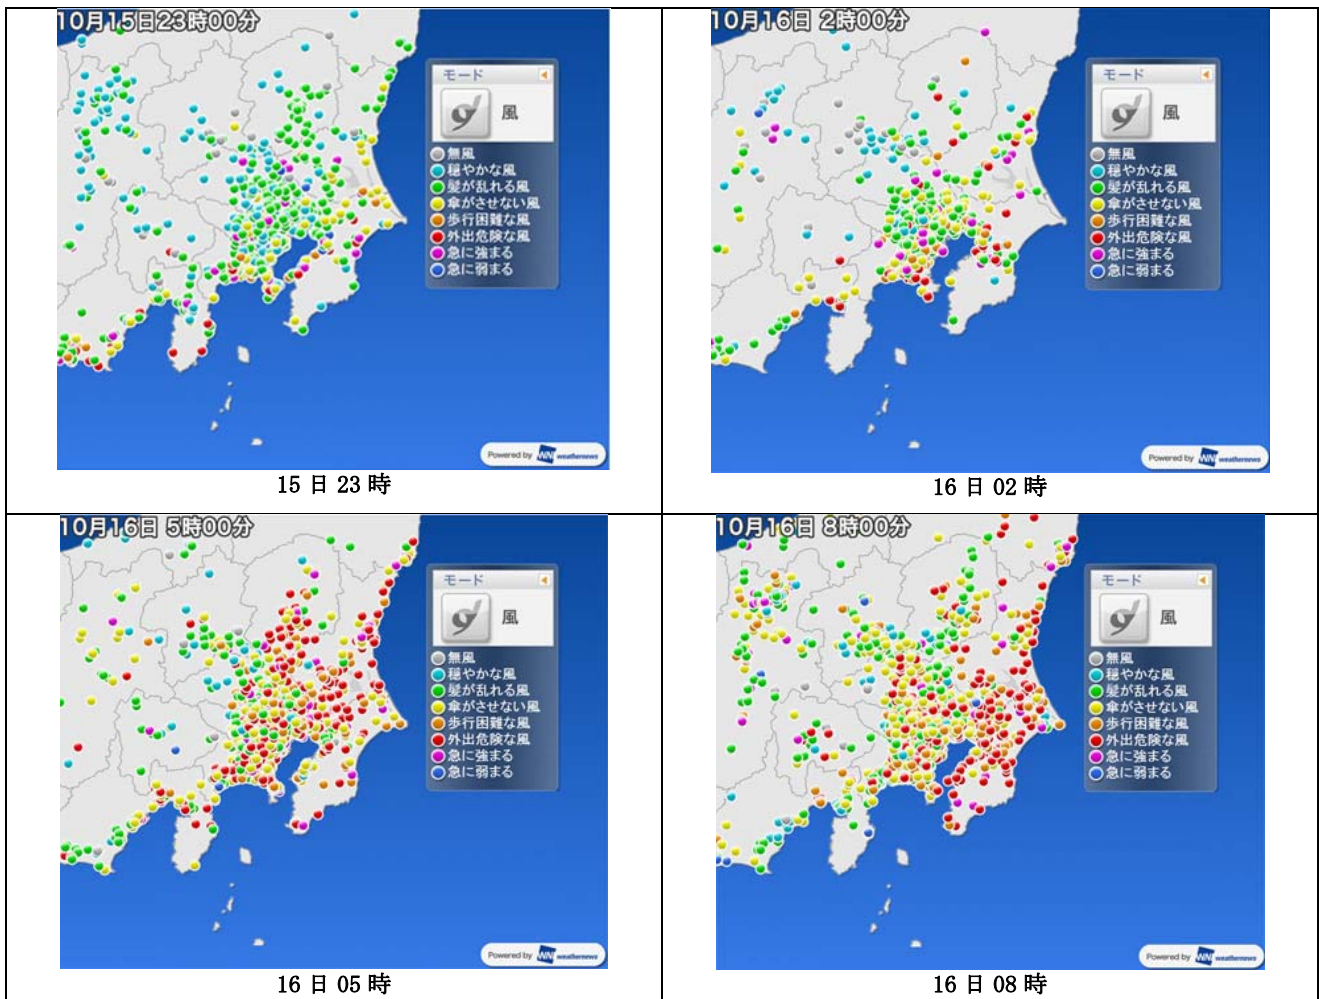 10月15日23時00分
モード
風
無風
穏やかな風
髪が乱れる風
傘がさせない風
歩行困難な風
外出危険な風
急に強まる
急に弱まる
Powered by WNI weathernews
15 日 23 時
10月16日 2時00分
モード
風
無風
穏やかな風
髪が乱れる風
傘がさせない風
歩行困難な風
外出危険な風
急に強まる
急に弱まる
Powered by WNI weathernews
16 日 02 時
10月16日 5時00分
モード
風
無風
穏やかな風
髪が乱れる風
傘がさせない風
歩行困難な風
外出危険な風
急に強まる
急に弱まる
Powered by WNI weathernews
16 日 05 時
10月16日 8時00分
モード
風
無風
穏やかな風
髪が乱れる風
傘がさせない風
歩行困難な風
外出危険な風
急に強まる
急に弱まる
Powered by WNI weathernews
16 日 08 時